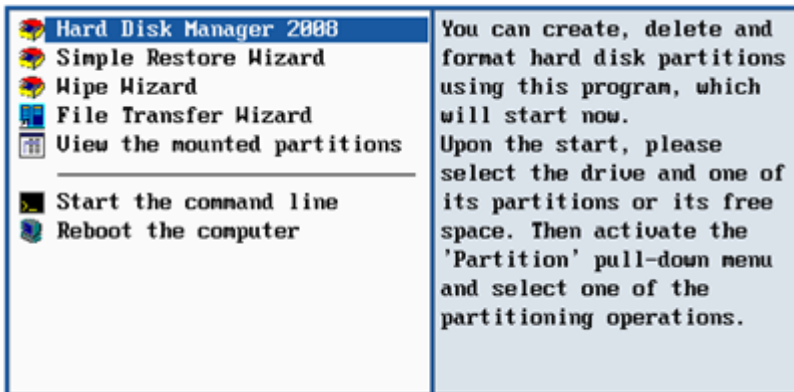 Hard Disk Manager 2008
Simple Restore Wizard
Wipe Wizard
File Transfer Wizard
View the mounted partitions
Start the command line
Reboot the computer
You can create, delete and
format hard disk partitions
using this program, which
will start now.
Upon the start, please
select the drive and one of
its partitions or its free
space. Then activate the
'Partition' pull-down menu
and select one of the
partitioning operations.